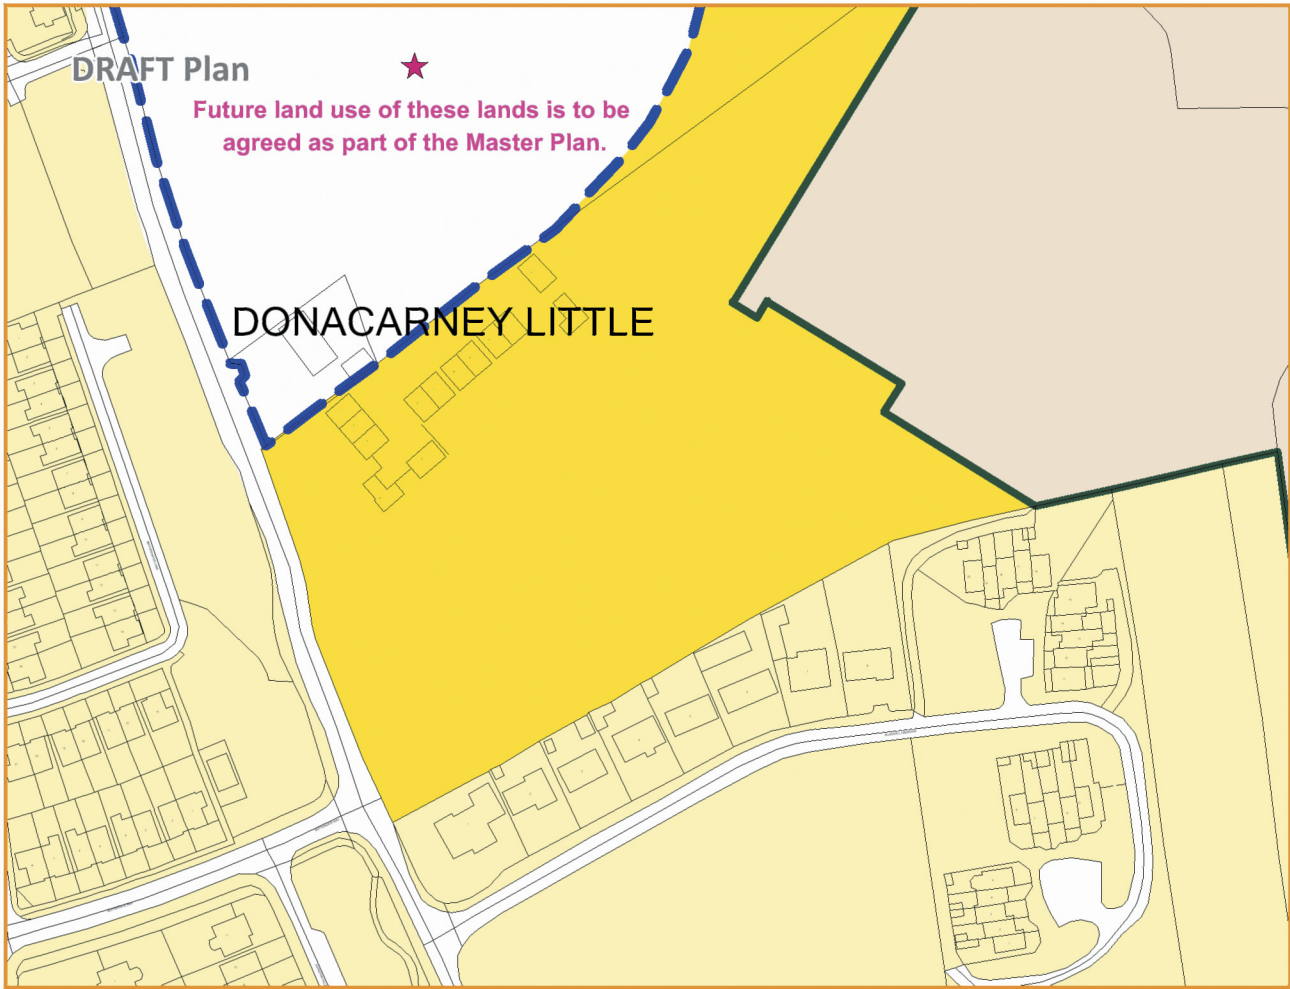 DRAFT Plan
Future land use of these lands is to be
agreed as part of the Master Plan.
DONACARNEY LITTLE